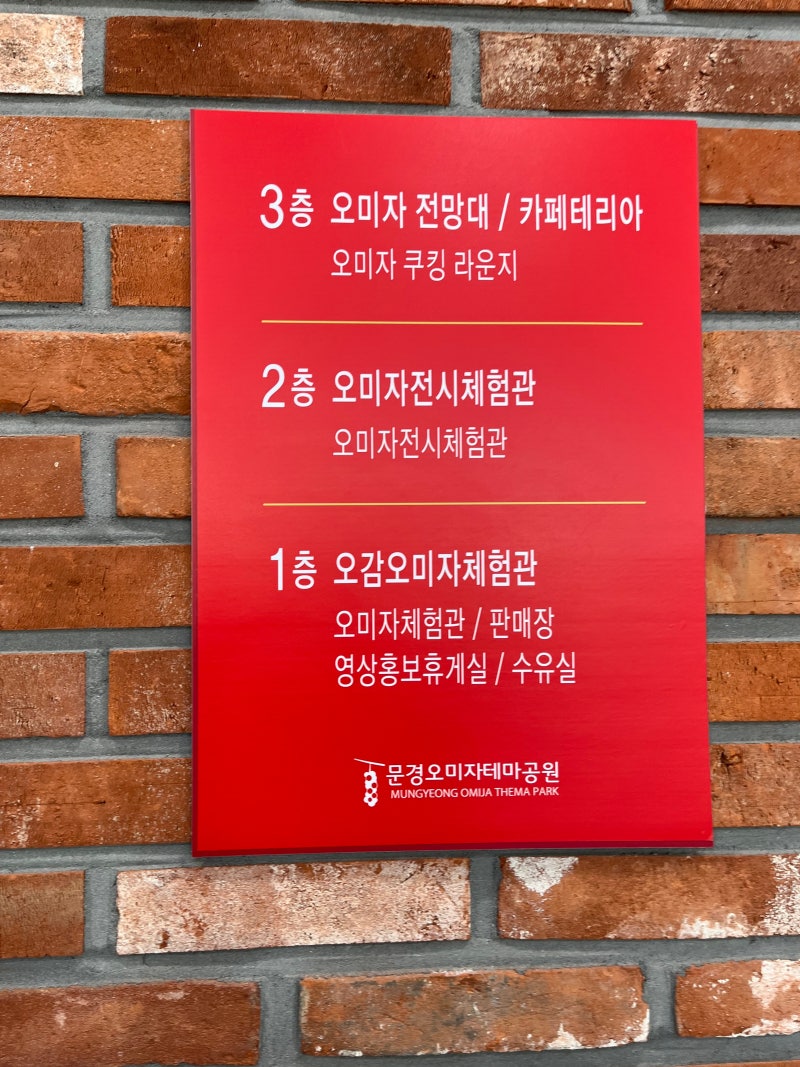 3층 오미자 전망대 / 카페테리아
오미자 쿠킹 라운지
2층 오미자전시체험관
오미자전시체험관
1층 오감오미자체험관
오미자체험관 / 판매장
영상홍보휴게실 / 수유실
문경오미자테마공원
MUNGYEONG OMIJA THEMA PARK